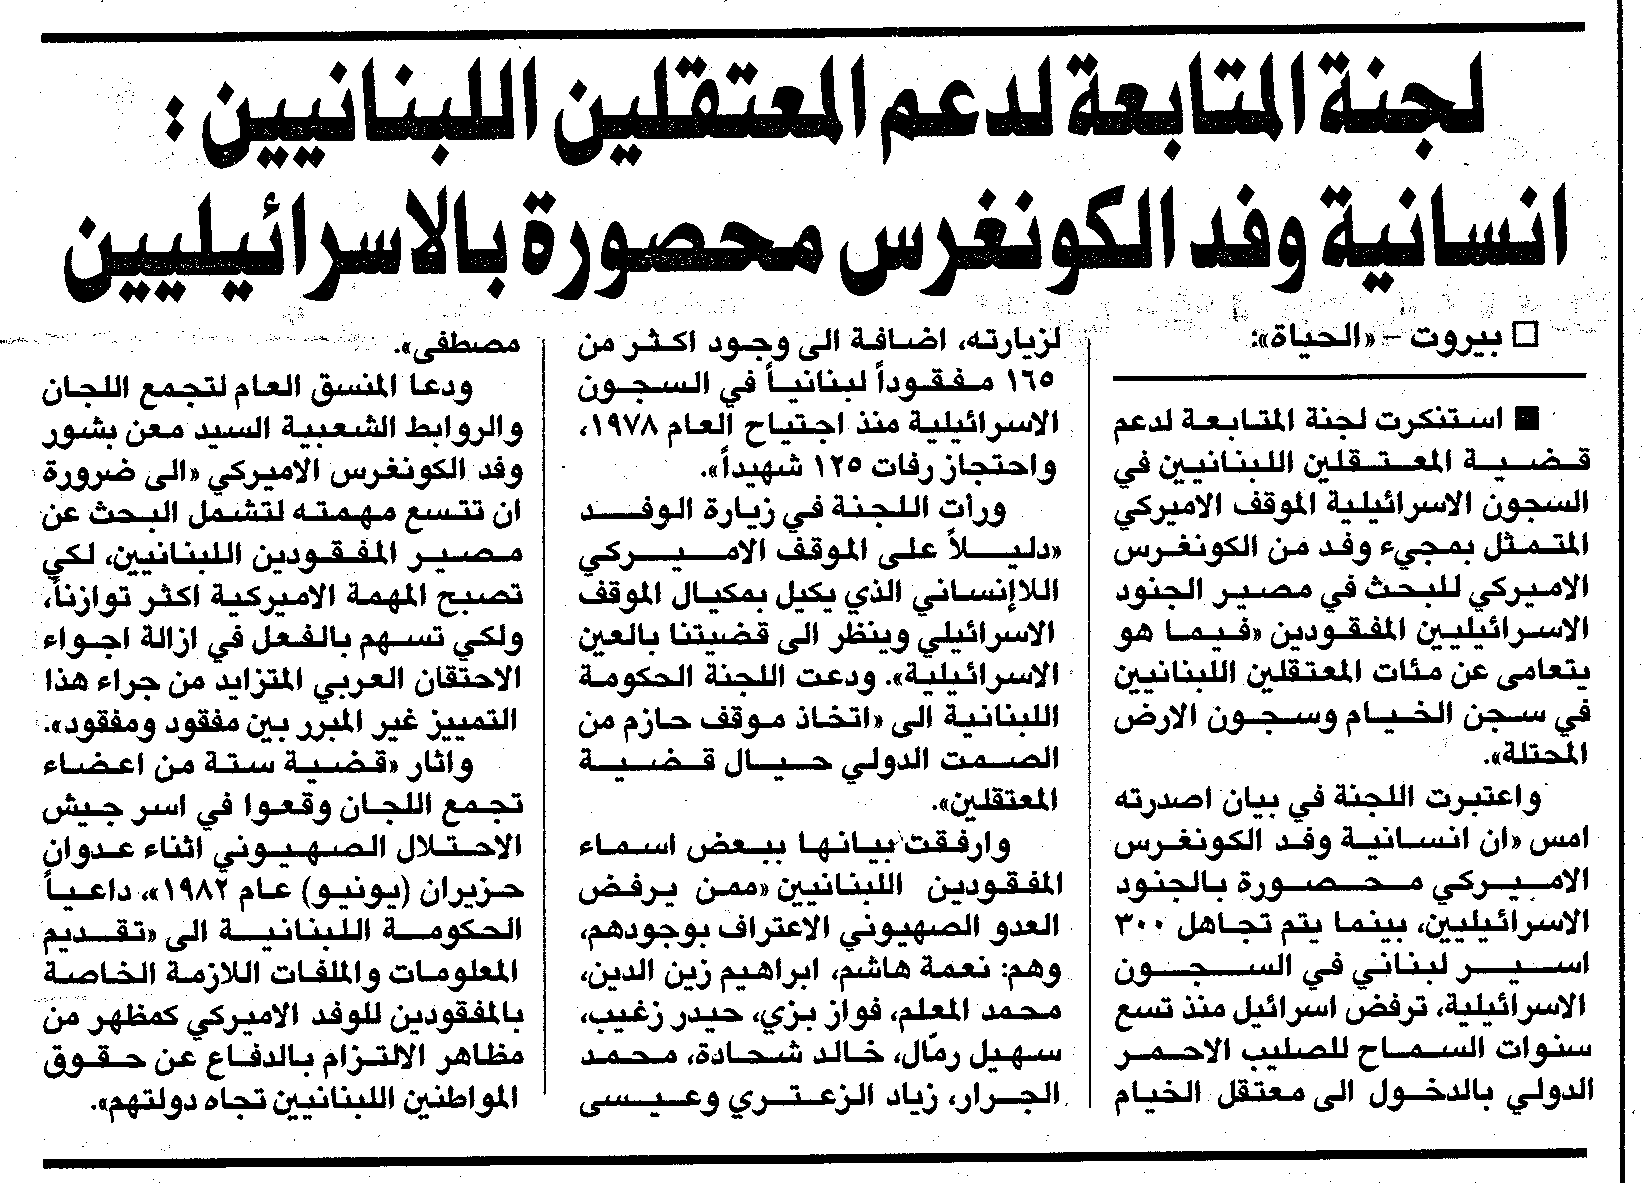 لجنة المتابعة لدعم المعتقلين اللبنانيين :
انسانية وفد الكونغرس محصورة بالاسرائيليين
□ بيروت – «الحياة»:
■ استنكرت لجنة المتابعة لدعم
قضية المعتقلين اللبنانيين في
السجون الاسرائيلية الموقف الاميركي
المتمثل بمجيء وفد من الكونغرس
الاميركي للبحث في مصير الجنود
الاسرائيليين المفقودين «فيما هو
يتعامى عن مئات المعتقلين اللبنانيين
في سجن الخيام وسجون الارض
المحتلة».
واعتبرت اللجنة في بيان اصدرته
امس «ان انسانية وفد الكونغرس
الاميركي محصورة بالجنود
الاسرائيليين، بينما يتم تجاهل ٣٠٠
اسير لبناني في السجون
الاسرائيلية، ترفض اسرائيل منذ تسع
سنوات السماح للصليب الاحمر
الدولي بالدخول الى معتقل الخيام
لزيارته، اضافة الى وجود اكثر من
١٦٥ مفقوداً لبنانياً في السجون
الاسرائيلية منذ اجتياح العام ١٩٧٨،
واحتجاز رفات ١٢٥ شهيداً».
ورأت اللجنة في زيارة الوفد
«دليلاً على الموقف الاميركي
اللاإنساني الذي يكيل بمكيال الموقف
الاسرائيلي وينظر الى قضيتنا بالعين
الاسرائيلية». ودعت اللجنة الحكومة
اللبنانية الى «اتخاذ موقف حازم من
الصمت الدولي حيال قضية
المعتقلين».
وارفقت بيانها ببعض اسماء
المفقودين اللبنانيين «ممن يرفض
العدو الصهيوني الاعتراف بوجودهم،
وهم: نعمة هاشم، ابراهيم زين الدين،
محمد المعلم، فواز بزي، حيدر زغيب،
سهيل رمّال، خالد شحادة، محمد
الجرار، زياد الزعتري وعيسى
مصطفى».
ودعا المنسق العام لتجمع اللجان
والروابط الشعبية السيد معن بشور
وفد الكونغرس الاميركي «الى ضرورة
ان تتسع مهمته لتشمل البحث عن
مصير المفقودين اللبنانيين، لكي
تصبح المهمة الاميركية اكثر توازناً،
ولكي تسهم بالفعل في ازالة اجواء
الاحتقان العربي المتزايد من جراء هذا
التمييز غير المبرر بين مفقود ومفقود».
واثار «قضية ستة من اعضاء
تجمع اللجان وقعوا في اسر جيش
الاحتلال الصهيوني اثناء عدوان
حزيران (يونيو) عام ١٩٨٢»، داعياً
الحكومة اللبنانية الى «تقديم
المعلومات والملفات اللازمة الخاصة
بالمفقودين للوفد الاميركي كمظهر من
مظاهر الالتزام بالدفاع عن حقوق
المواطنين اللبنانيين تجاه دولتهم».